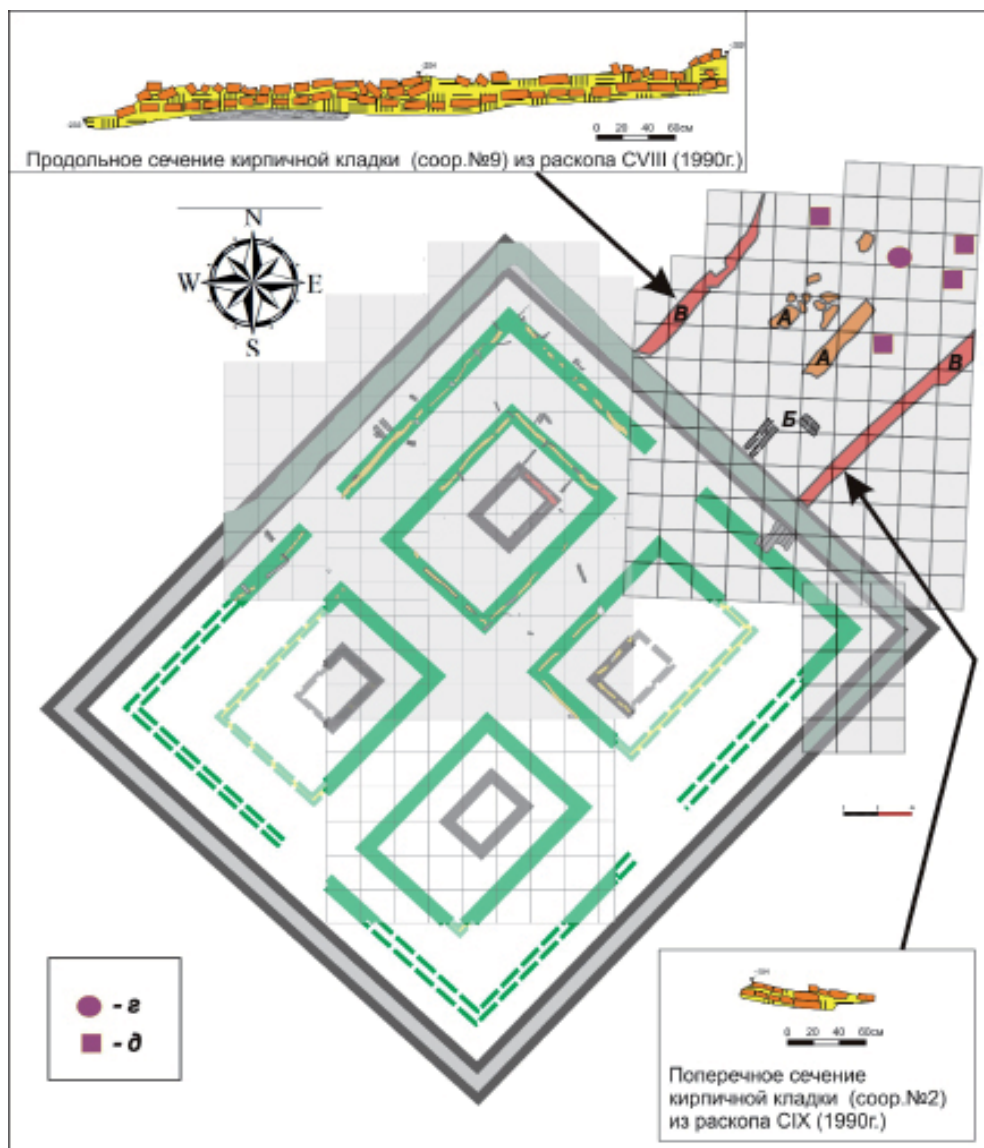 0 20 40 60см
Продольное сечение кирпичной кладки (соор.№9) из раскопа CVIII (1990г.)
N
W E
S
В
А
А
В
Б
- г
- д
0 20 40 60см
Поперечное сечение
кирпичной кладки (соор.№2)
из раскопа CIX (1990г.)